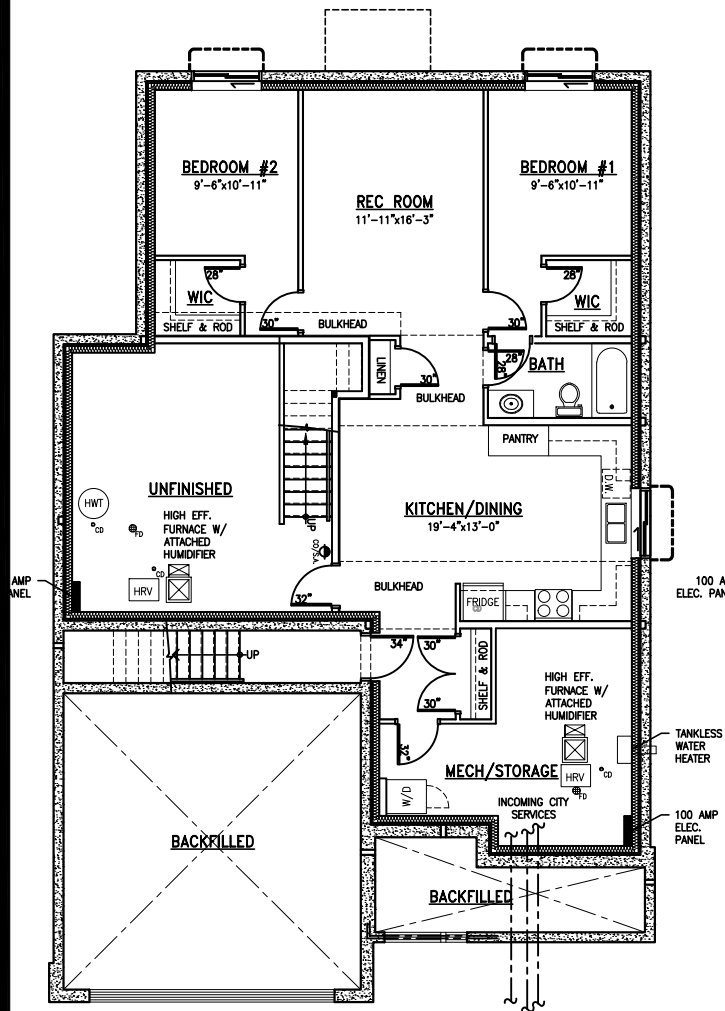 BEDROOM #2
9'-6"x10'-11"
BEDROOM #1
9'-6"x10'-11"
REC ROOM
11'-11"x16'-3"
28"
WIC
SHELF & ROD
30"
BULKHEAD
30"
28"
WIC
SHELF & ROD
LINEN
30"
BULKHEAD
28"
28"
BATH
PANTRY
D.W.
UNFINISHED
HWT
CD
FD
HIGH EFF.
FURNACE W/
ATTACHED
HUMIDIFIER
CD
HRV
UP
CO/S.A.
32"
KITCHEN/DINING
19'-4"x13'-0"
BULKHEAD
FRIDGE
AMP
100 A
ELEC. PAN
UP
34"
30"
30"
SHELF & ROD
HIGH EFF.
FURNACE W/
ATTACHED
HUMIDIFIER
32"
MECH/STORAGE
HRV
CD
FD
TANKLESS
WATER
HEATER
W/D
INCOMING CITY
SERVICES
100 AMP
ELEC.
PANEL
BACKFILLED
BACKFILLED